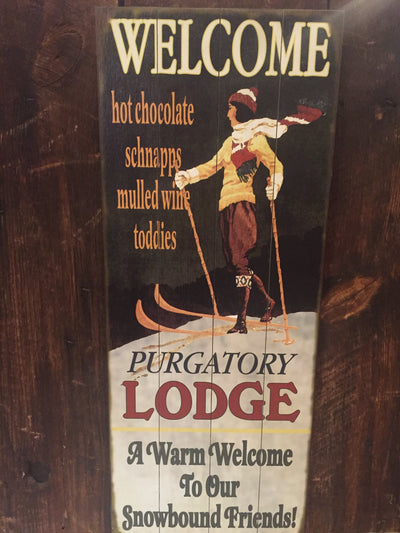 WELCOME
hot chocolate
schnapps
mulled wine
toddies
PURGATORY
LODGE
A Warm Welcome
To Our
Snowbound Friends!